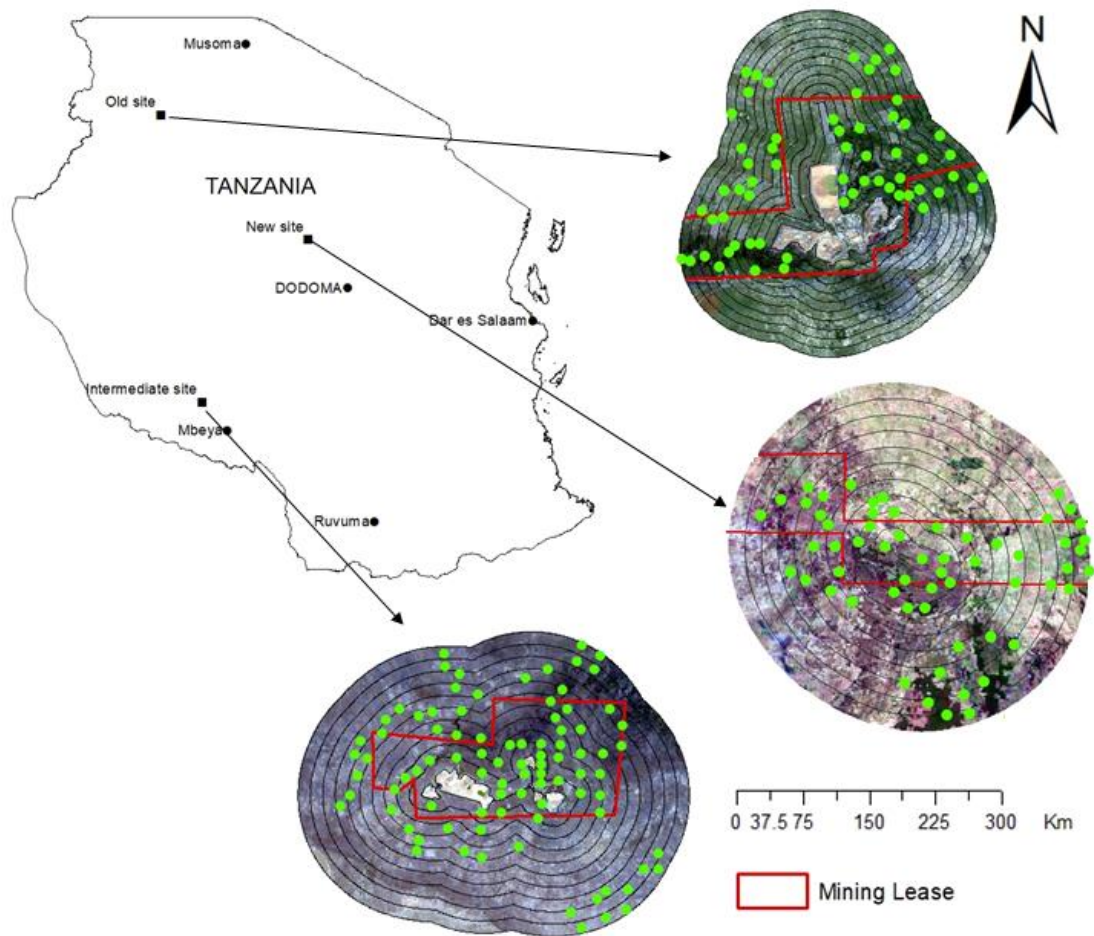 Musoma
N
Old site
TANZANIA
New site
DODOMA
Dar es Salaam
Intermediate site
Mbeya
Ruvuma
0 37.5 75 150 225 300 Km
Mining Lease